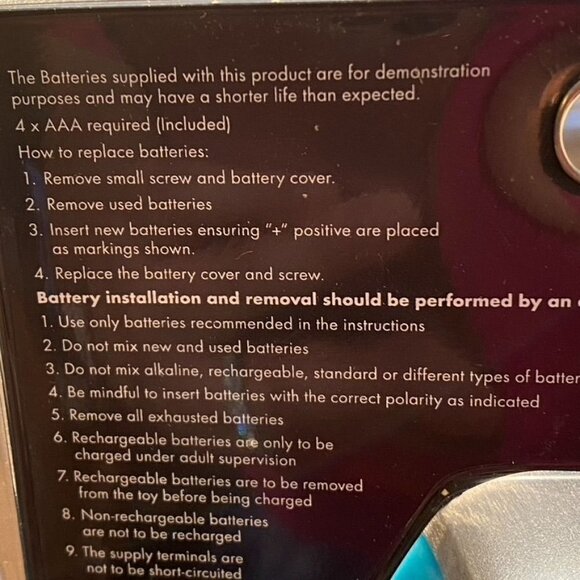 The Batteries supplied with this product are for demonstration
purposes and may have a shorter life than expected.
4 x AAA required (Included)
How to replace batteries:
1. Remove small screw and battery cover.
2. Remove used batteries
3. Insert new batteries ensuring "+" positive are placed
as markings shown.
4. Replace the battery cover and screw.
Battery installation and removal should be performed by an
1. Use only batteries recommended in the instructions
2. Do not mix new and used batteries
3. Do not mix alkaline, rechargeable, standard or different types of
4. Be mindful to insert batteries with the correct polarity as indicated
5. Remove all exhausted batteries
6. Rechargeable batteries are only to be
charged under adult supervision
7. Rechargeable batteries are to be removed
from the toy before being charged
8. Non-rechargeable batteries
are not to be recharged
9. The supply terminals are
not to be short-circuited